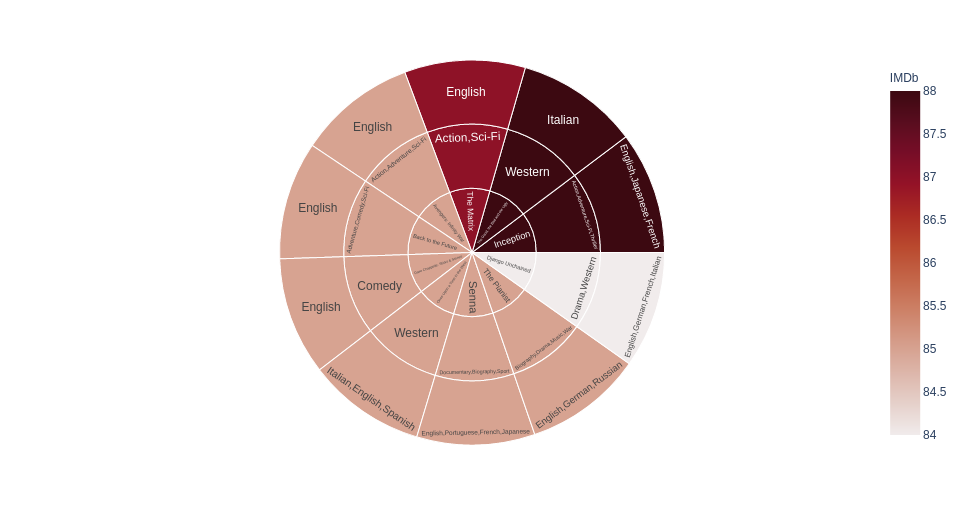 English
Action,Sci-Fi
The Matrix
Italian
Western
English,Japanese,French
Action,Adventure,Sci-Fi,Thriller
Inception
English,German,French,Italian
Drama,Western
Django Unchained
English,German,Russian
Biography,Drama,Music,War
The Pianist
English,Portuguese,French,Japanese
Documentary,Biography,Sport
Senna
Italian,English,Spanish
Western
English
Comedy
English
Adventure,Comedy,Sci-Fi
Back to the Future
English
Action,Adventure,Sci-Fi
IMDb
88
87.5
87
86.5
86
85.5
85
84.5
84